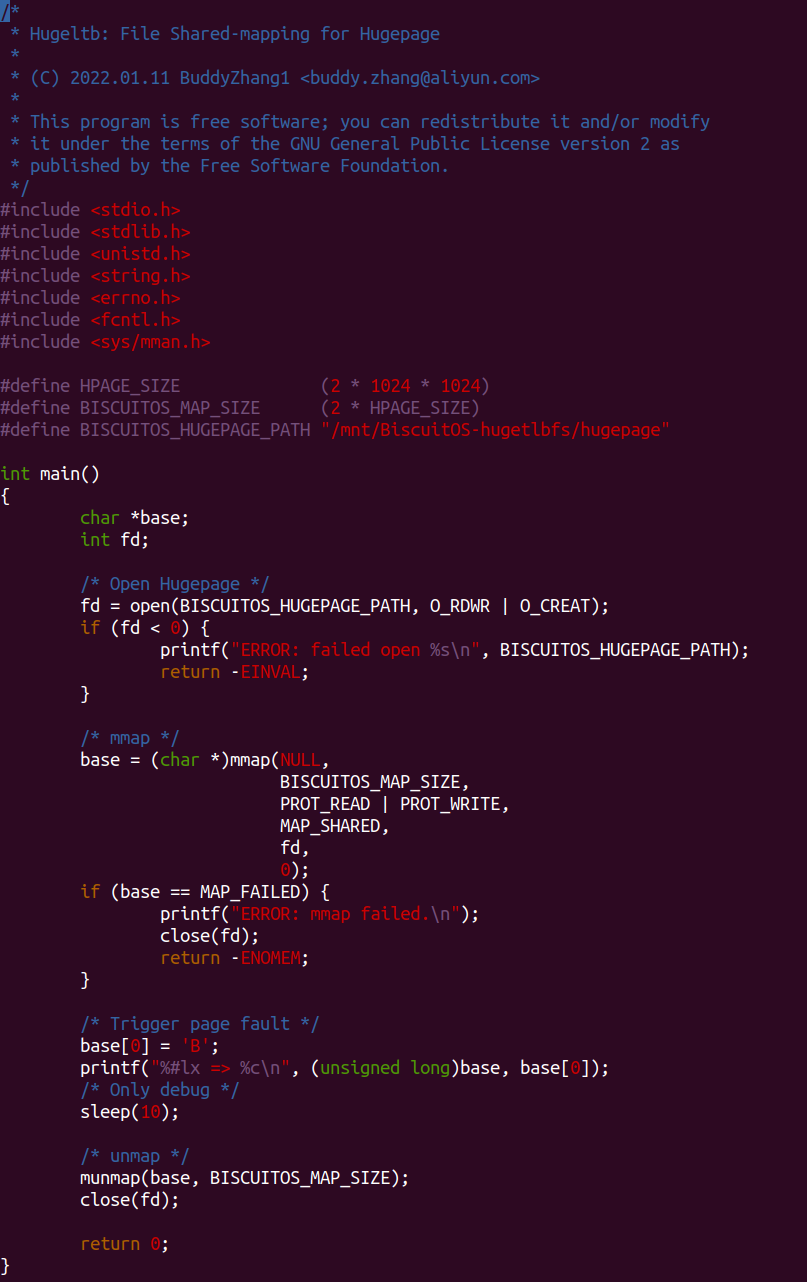 /*
 * Hugeltb: File Shared-mapping for Hugepage
 *
 * (C) 2022.01.11 BuddyZhang1 <buddy.zhang@aliyun.com>
 *
 * This program is free software; you can redistribute it and/or modify
 * it under the terms of the GNU General Public License version 2 as
 * published by the Free Software Foundation.
 */
#include <stdio.h>
#include <stdlib.h>
#include <unistd.h>
#include <string.h>
#include <errno.h>
#include <fcntl.h>
#include <sys/mman.h>

#define HPAGE_SIZE              (2 * 1024 * 1024)
#define BISCUITOS_MAP_SIZE      (2 * HPAGE_SIZE)
#define BISCUITOS_HUGEPAGE_PATH "/mnt/BiscuitOS-hugetlbfs/hugepage"

int main()
{
        char *base;
        int fd;

        /* Open Hugepage */
        fd = open(BISCUITOS_HUGEPAGE_PATH, O_RDWR | O_CREAT);
        if (fd < 0) {
                printf("ERROR: failed open %s\n", BISCUITOS_HUGEPAGE_PATH);
                return -EINVAL;
        }

        /* mmap */
        base = (char *)mmap(NULL,
                            BISCUITOS_MAP_SIZE,
                            PROT_READ | PROT_WRITE,
                            MAP_SHARED,
                            fd,
                            0);
        if (base == MAP_FAILED) {
                printf("ERROR: mmap failed.\n");
                close(fd);
                return -ENOMEM;
        }

        /* Trigger page fault */
        base[0] = 'B';
        printf("%#lx => %c\n", (unsigned long)base, base[0]);
        /* Only debug */
        sleep(10);

        /* unmap */
        munmap(base, BISCUITOS_MAP_SIZE);
        close(fd);

        return 0;
}